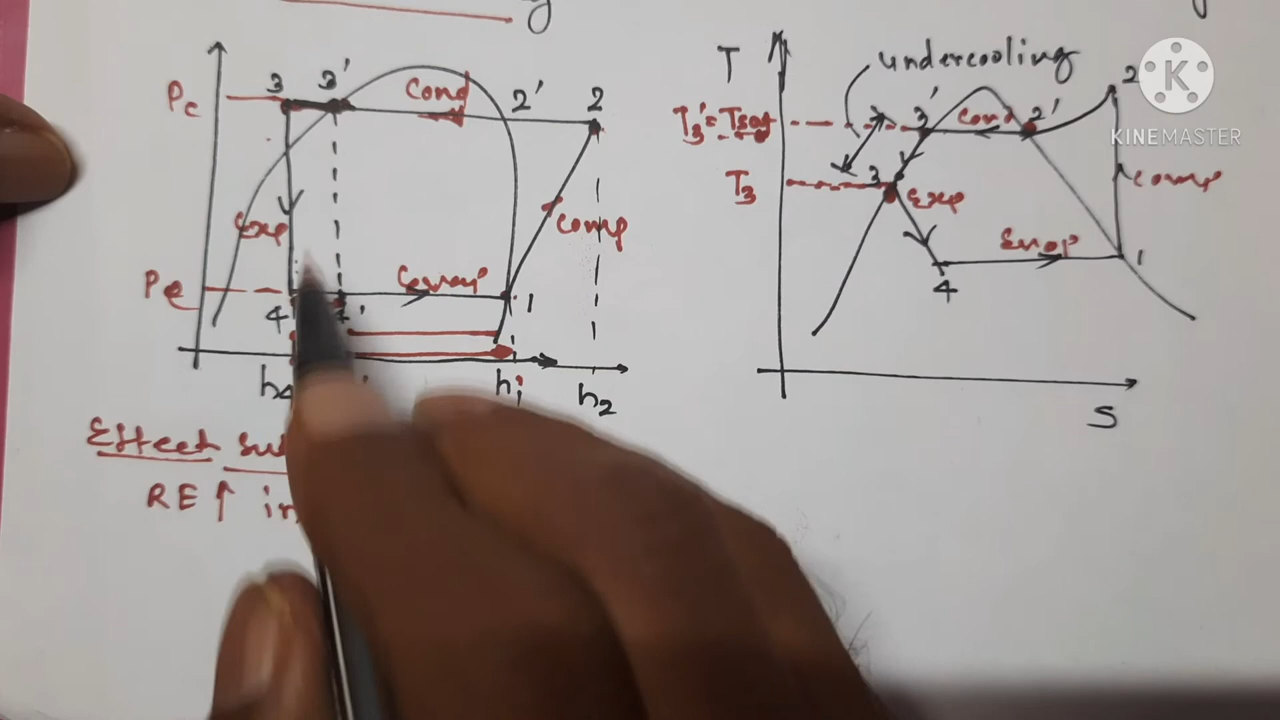 Pc
3
3'
Cond
2'
2
Exp
Comp
Pe
4
Evap
1
h1
h2
Effect
RE↑
T
undercooling
T3' = Tsat
3'
Cond
2'
2
T3
3
Exp
Comp
Evap
4
1
S
K
KINEMASTER